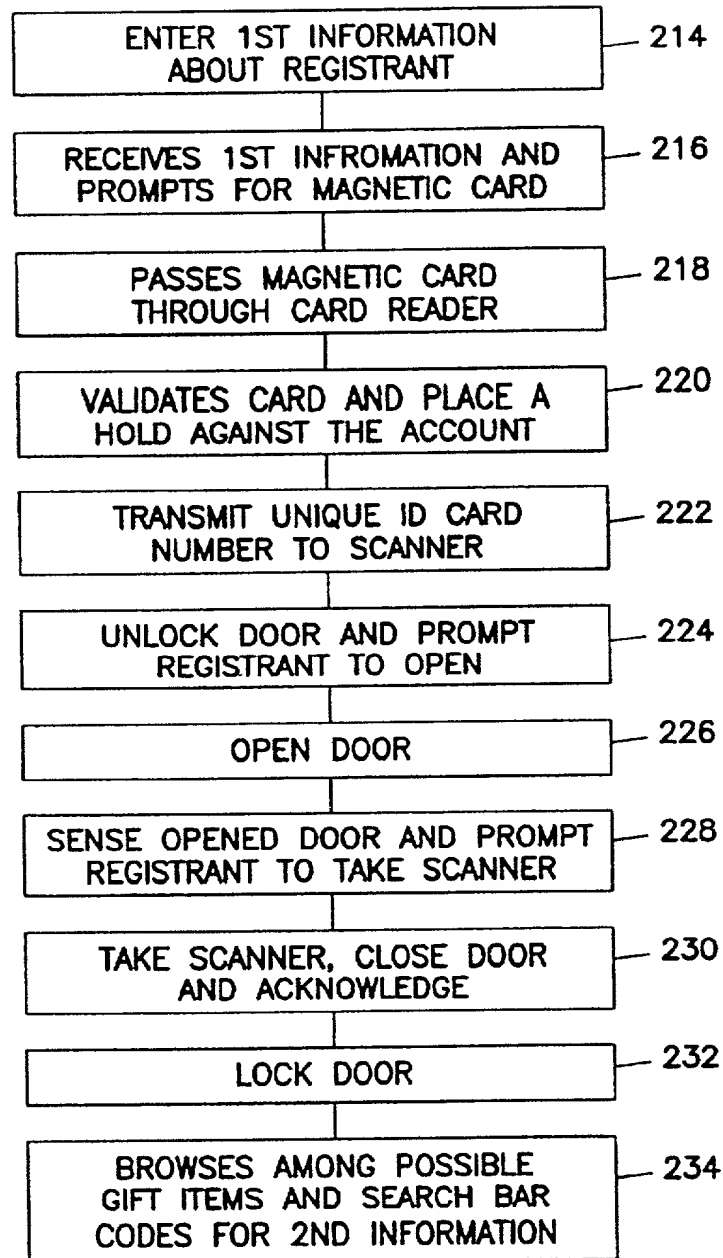 ENTER 1ST INFORMATION
ABOUT REGISTRANT
214
RECEIVES 1ST INFROMATION AND
PROMPTS FOR MAGNETIC CARD
216
PASSES MAGNETIC CARD
THROUGH CARD READER
218
VALIDATES CARD AND PLACE A
HOLD AGAINST THE ACCOUNT
220
TRANSMIT UNIQUE ID CARD
NUMBER TO SCANNER
222
UNLOCK DOOR AND PROMPT
REGISTRANT TO OPEN
224
OPEN DOOR
226
SENSE OPENED DOOR AND PROMPT
REGISTRANT TO TAKE SCANNER
228
TAKE SCANNER, CLOSE DOOR
AND ACKNOWLEDGE
230
LOCK DOOR
232
BROWSES AMONG POSSIBLE
GIFT ITEMS AND SEARCH BAR
CODES FOR 2ND INFORMATION
234